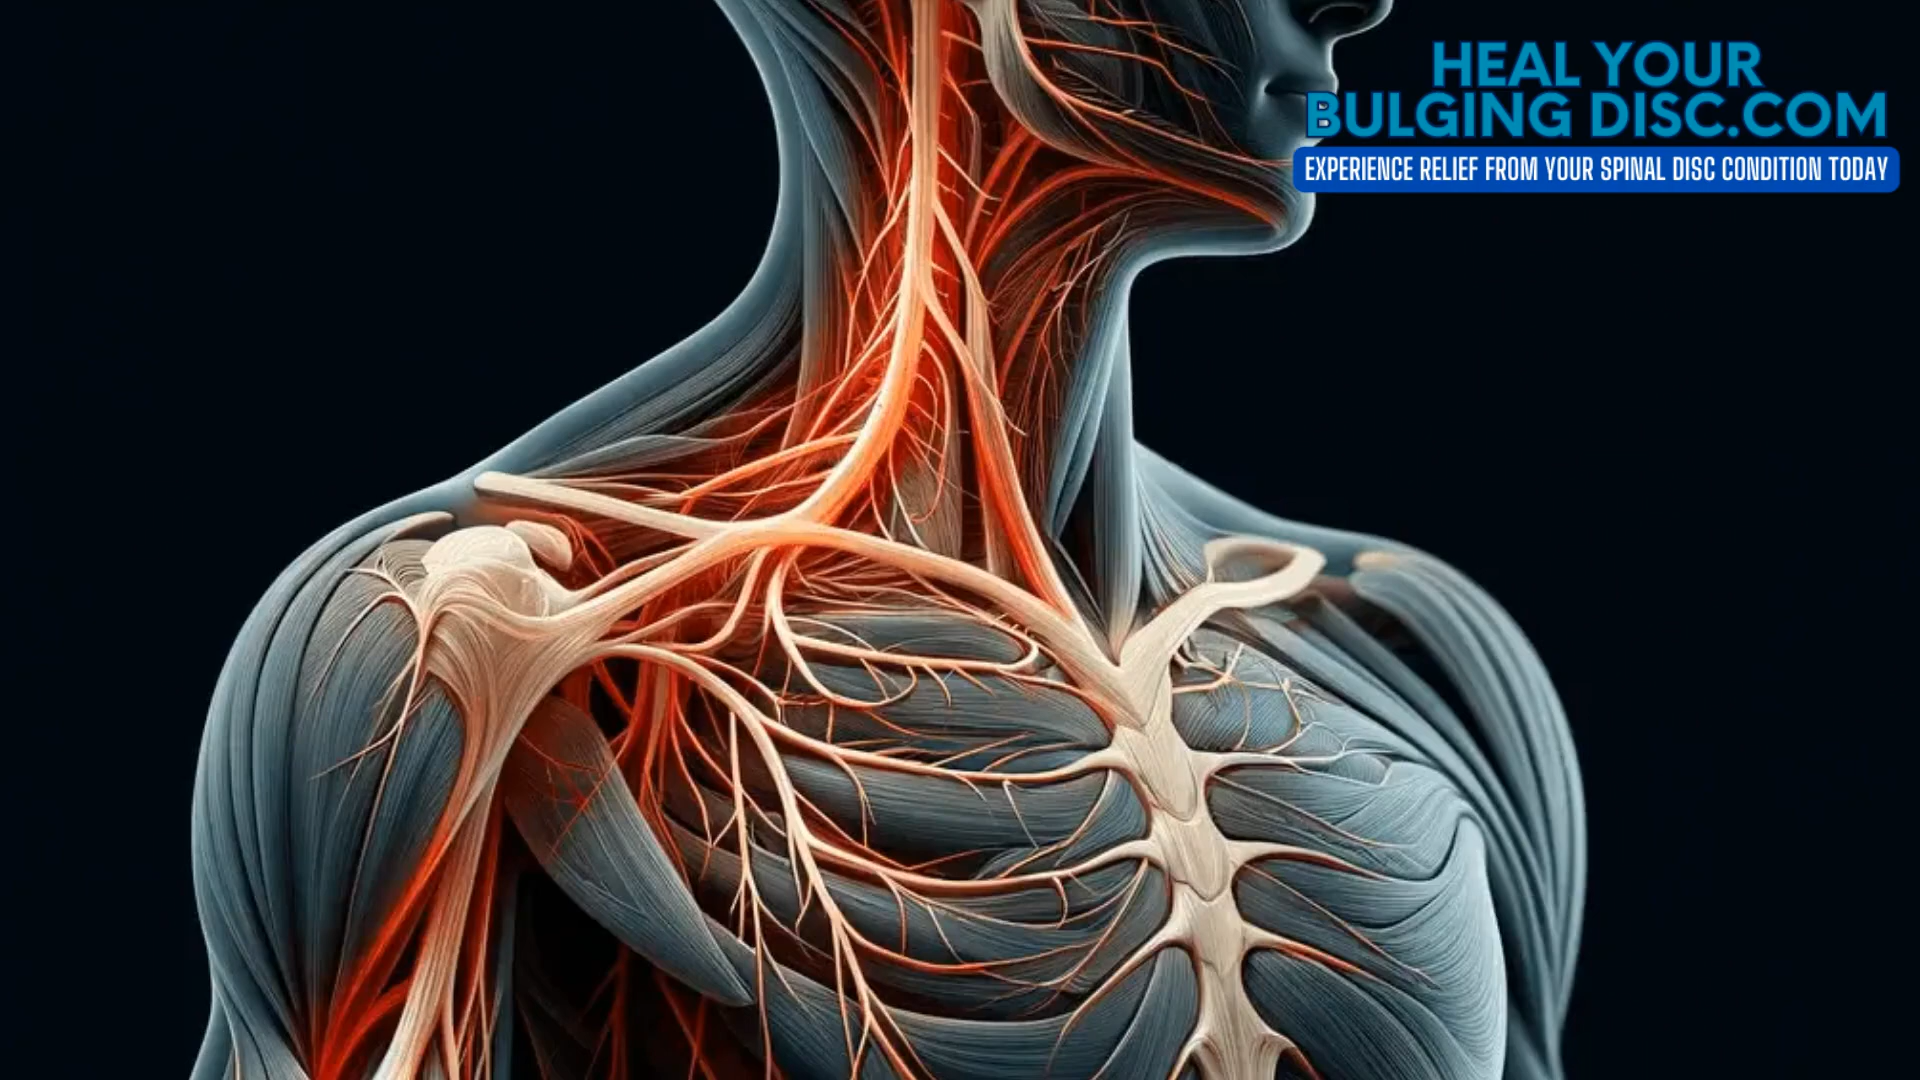 HEAL YOUR
BULGING DISC.COM
EXPERIENCE RELIEF FROM YOUR SPINAL DISC CONDITION TODAY